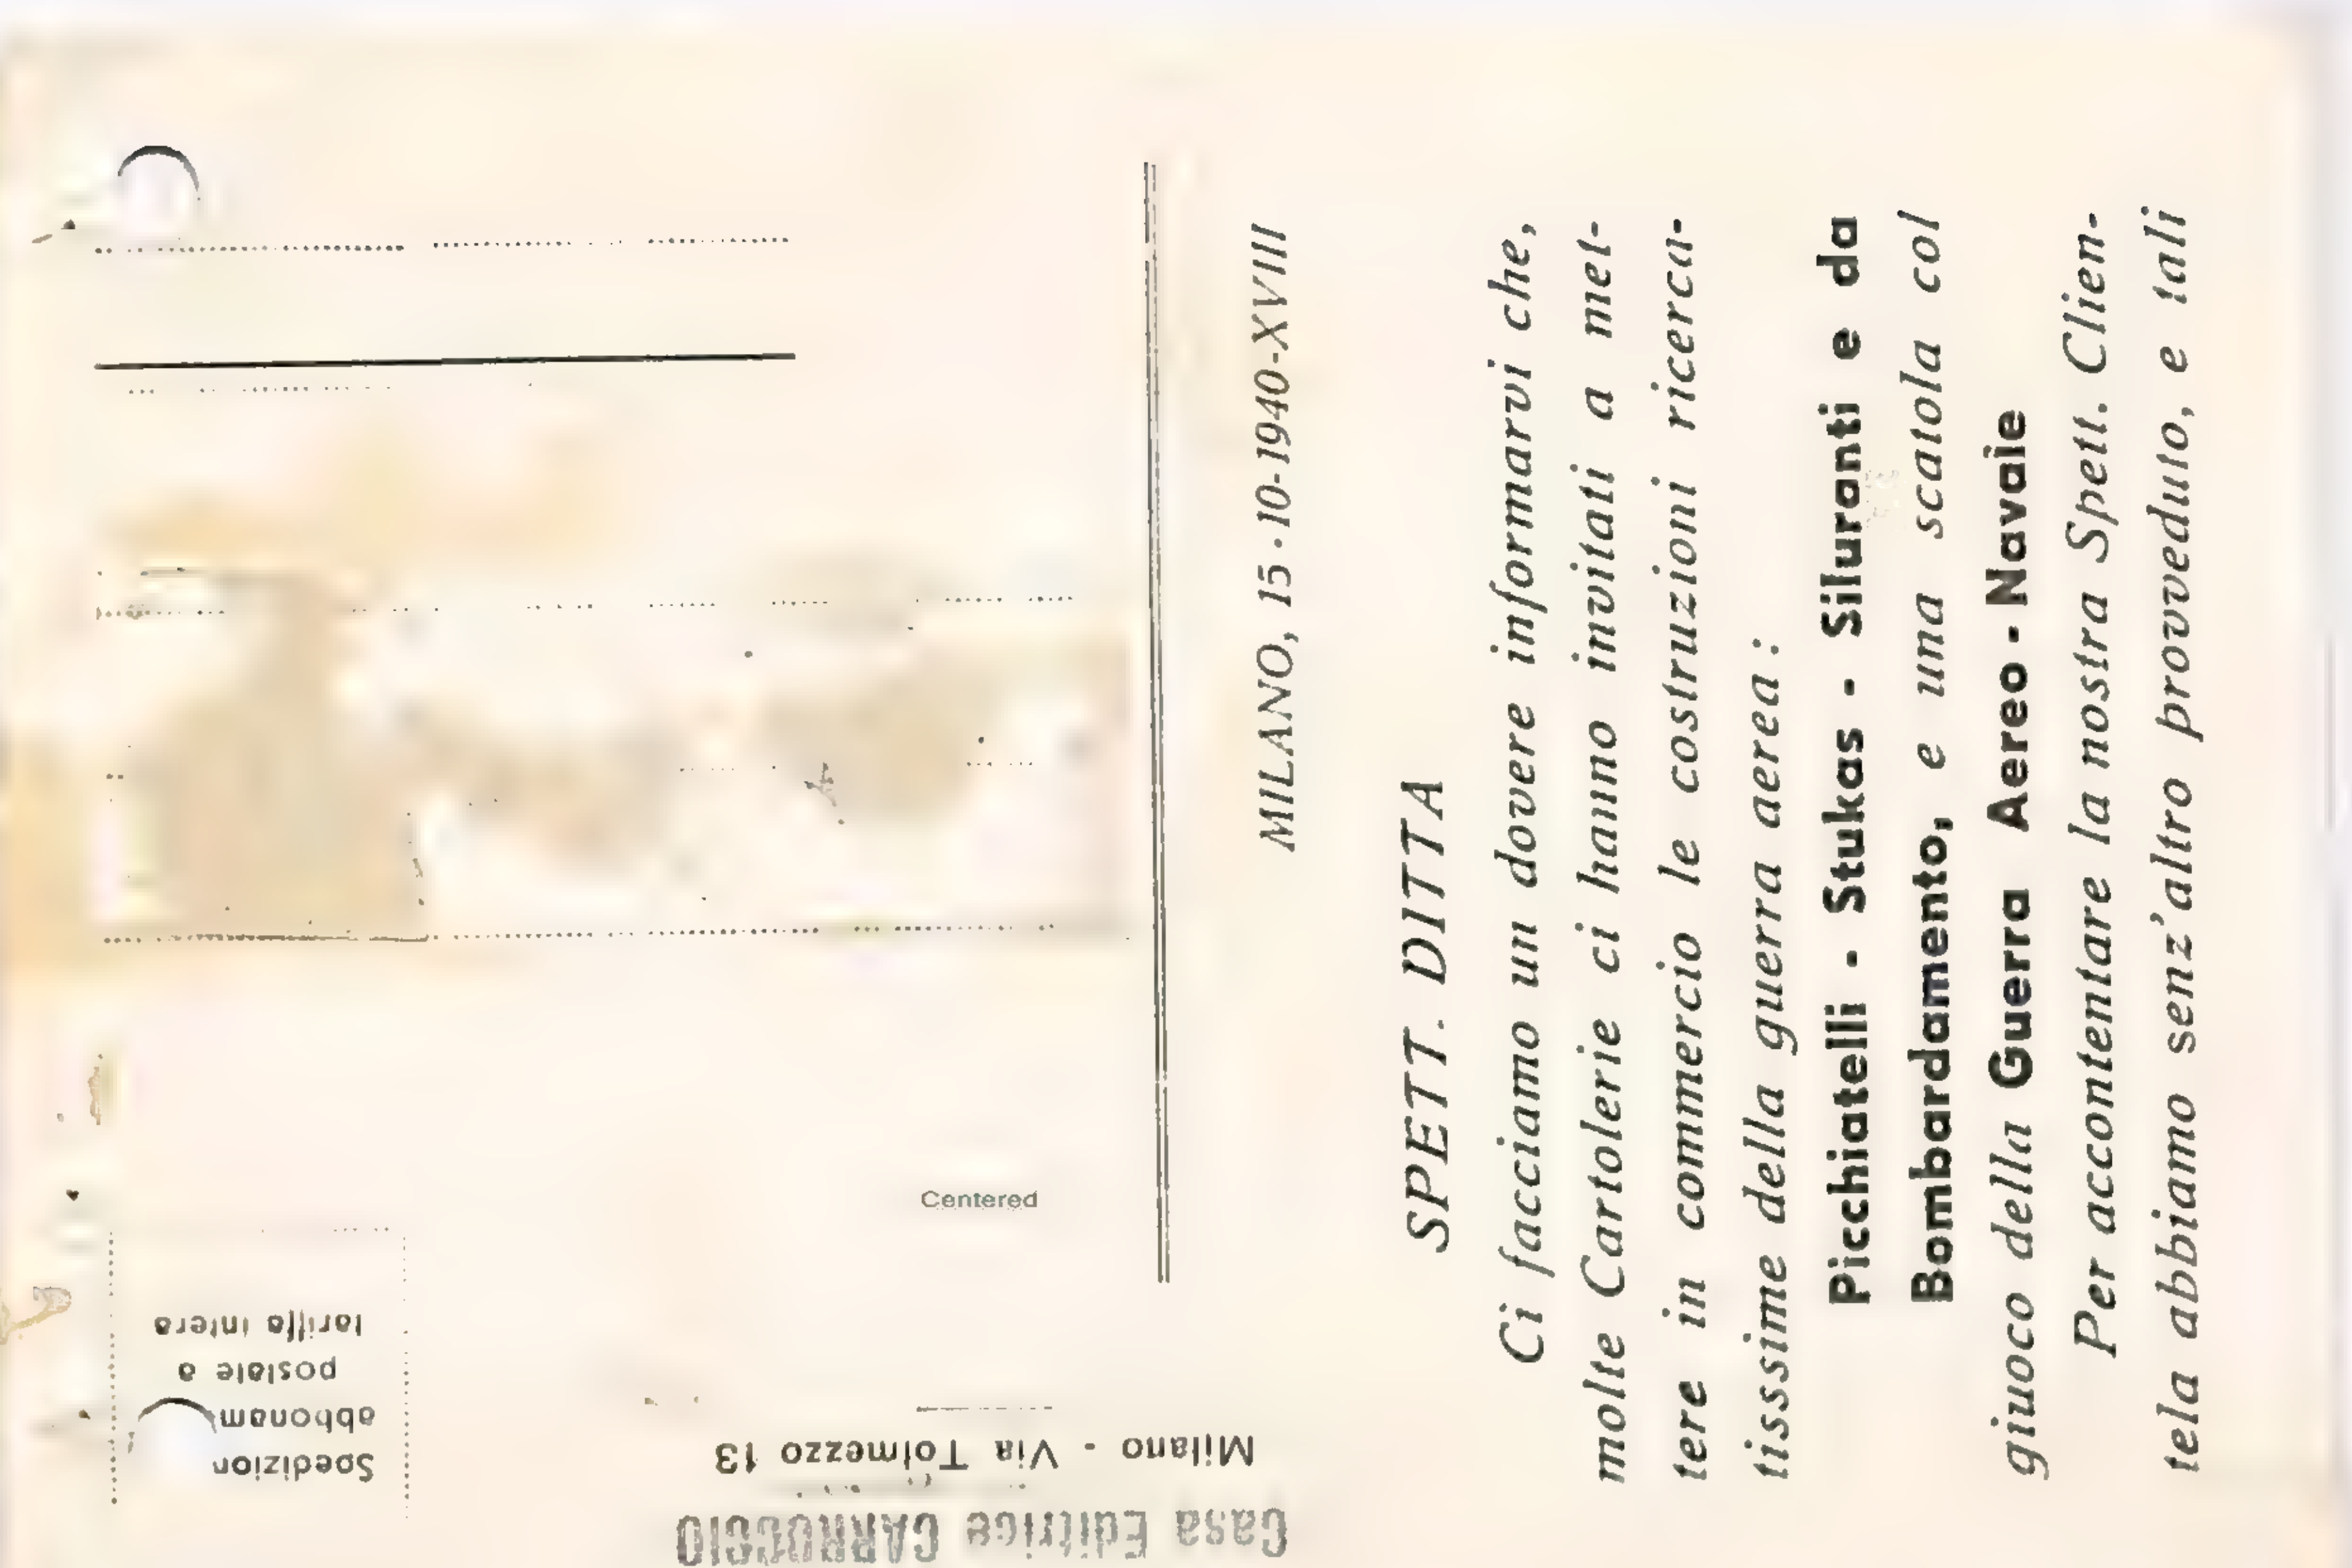 Casa Editrice CARROCCIO
Milano - Via Tolmezzo 13
Spedizion
abbonam
postale a
tariffa intera
Centered
MILANO, 15-10-1940-XVIII
SPETT. DITTA
Ci facciamo un dovere informarvi che,
molte Cartolerie ci hanno invitati a met-
tere in commercio le costruzioni ricerca-
tissime della guerra aerea:
Picchiatelli - Stukas - Siluranti e da
Bombardamento, e una scatola col
giuoco della Guerra Aereo - Navale
Per accontentare la nostra Spett. Clien-
tela abbiamo senz'altro provveduto, e tali